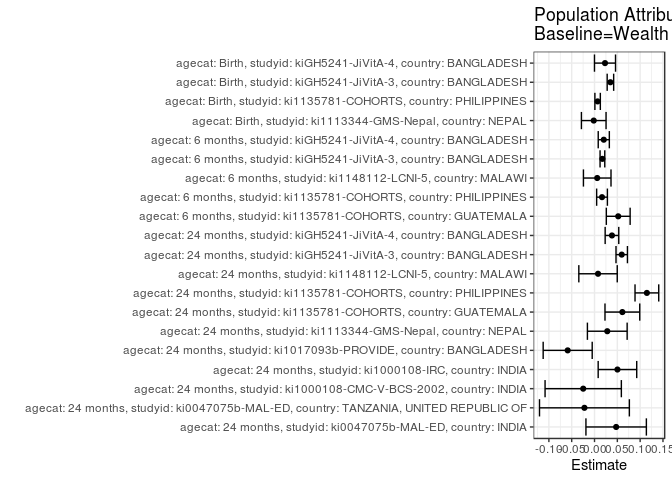 Population Attribu
Baseline=Wealth
agecat: Birth, studyid: kiGH5241-JiVitA-4, country: BANGLADESH
agecat: Birth, studyid: kiGH5241-JiVitA-3, country: BANGLADESH
agecat: Birth, studyid: ki1135781-COHORTS, country: PHILIPPINES
agecat: Birth, studyid: ki1113344-GMS-Nepal, country: NEPAL
agecat: 6 months, studyid: kiGH5241-JiVitA-4, country: BANGLADESH
agecat: 6 months, studyid: kiGH5241-JiVitA-3, country: BANGLADESH
agecat: 6 months, studyid: ki1148112-LCNI-5, country: MALAWI
agecat: 6 months, studyid: ki1135781-COHORTS, country: PHILIPPINES
agecat: 6 months, studyid: ki1135781-COHORTS, country: GUATEMALA
agecat: 24 months, studyid: kiGH5241-JiVitA-4, country: BANGLADESH
agecat: 24 months, studyid: kiGH5241-JiVitA-3, country: BANGLADESH
agecat: 24 months, studyid: ki1148112-LCNI-5, country: MALAWI
agecat: 24 months, studyid: ki1135781-COHORTS, country: PHILIPPINES
agecat: 24 months, studyid: ki1135781-COHORTS, country: GUATEMALA
agecat: 24 months, studyid: ki1113344-GMS-Nepal, country: NEPAL
agecat: 24 months, studyid: ki1017093b-PROVIDE, country: BANGLADESH
agecat: 24 months, studyid: ki1000108-IRC, country: INDIA
agecat: 24 months, studyid: ki1000108-CMC-V-BCS-2002, country: INDIA
agecat: 24 months, studyid: ki0047075b-MAL-ED, country: TANZANIA, UNITED REPUBLIC OF
agecat: 24 months, studyid: ki0047075b-MAL-ED, country: INDIA
-0.10 -0.05 0.00 0.05 0.10 0.15
Estimate